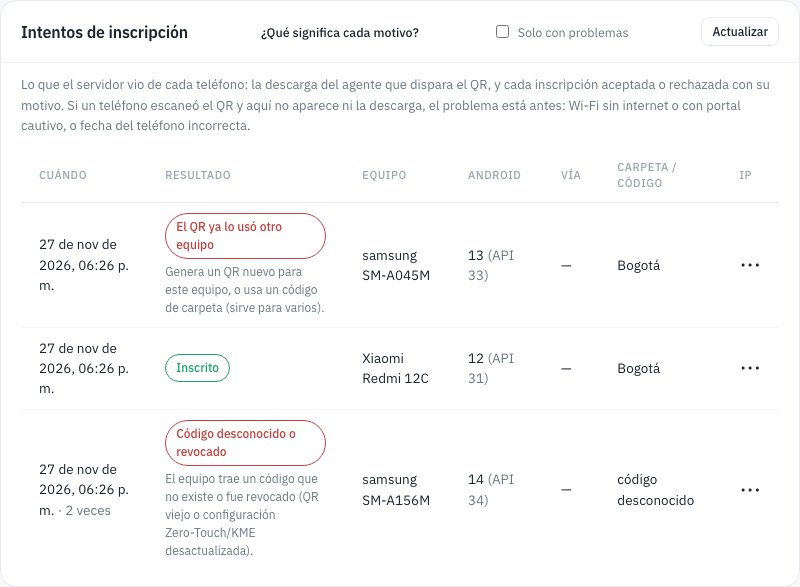 Intentos de inscripción
¿Qué significa cada motivo?
Solo con problemas
Actualizar
Lo que el servidor vio de cada teléfono: la descarga del agente que dispara el QR, y cada inscripción aceptada o rechazada con su
motivo. Si un teléfono escaneó el QR y aquí no aparece ni la descarga, el problema está antes: Wi-Fi sin internet o con portal
cautivo, o fecha del teléfono incorrecta.
CUÁNDO
RESULTADO
EQUIPO
ANDROID
VÍA
CARPETA /
CÓDIGO
IP
27 de nov de
2026, 06:26 p.
m.
El QR ya lo usó otro
equipo
Genera un QR nuevo para
este equipo, o usa un código
de carpeta (sirve para varios).
samsung
SM-A045M
13 (API
33)
—
Bogotá
•••
27 de nov de
2026, 06:26 p.
m.
Inscrito
Xiaomi
Redmi 12C
12 (API
31)
—
Bogotá
•••
27 de nov de
2026, 06:26 p.
m. · 2 veces
Código desconocido o
revocado
El equipo trae un código que
no existe o fue revocado (QR
viejo o configuración
Zero-Touch/KME
desactualizada).
samsung
SM-A156M
14 (API
34)
—
código
desconocido
•••